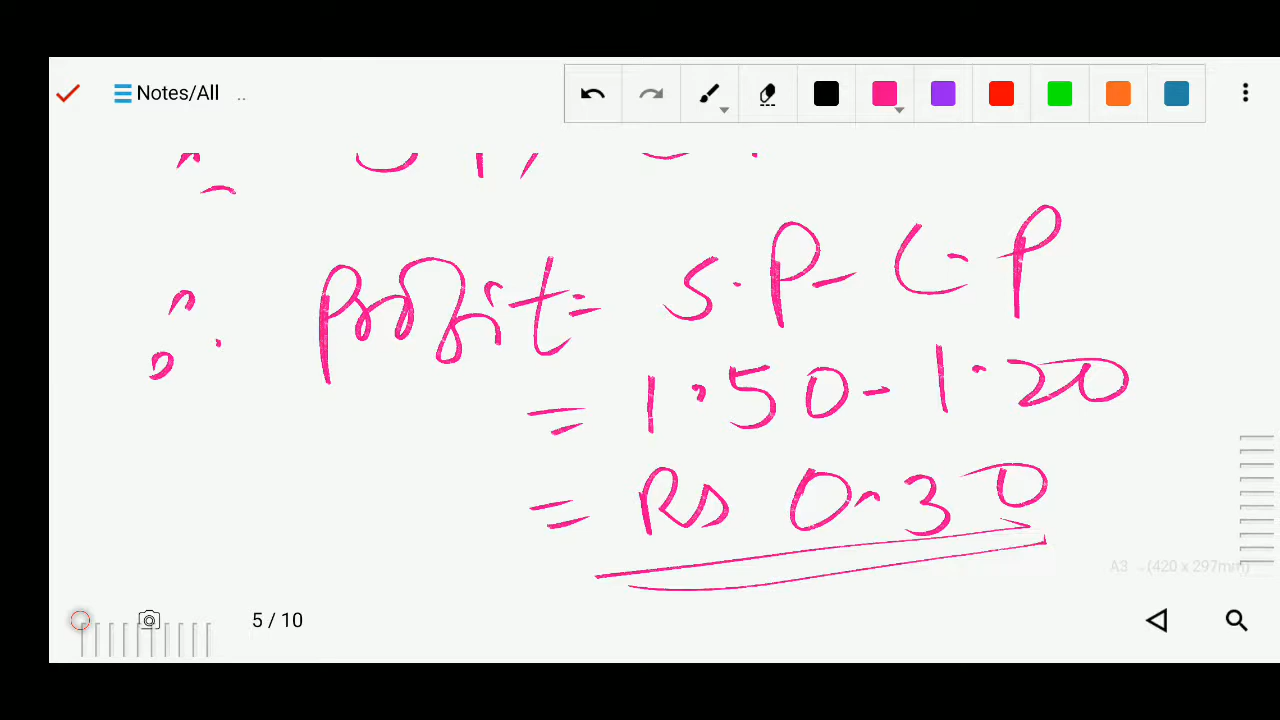 Notes/All ..
∴ Profit = S.P - C.P
= 1.50 - 1.20
= Rs 0.30
A3 - (420 x 297mm)
5 / 10